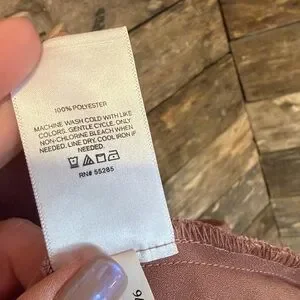 100% POLYESTER
MACHINE WASH COLD WITH LIKE
COLORS. GENTLE CYCLE. ONLY
NON-CHLORINE BLEACH WHEN
NEEDED. LINE DRY. COOL IRON IF
NEEDED.
RN# 55285